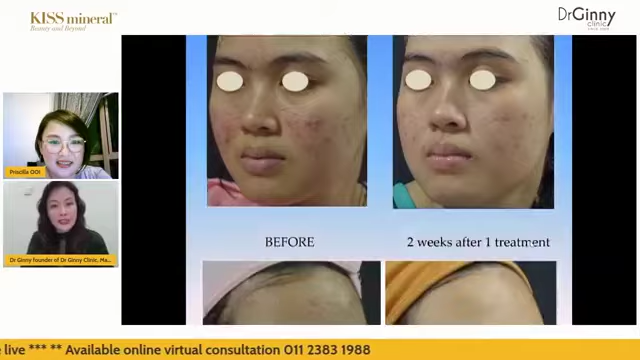 KISS mineral™
Beauty and Beyond
DrGinny
clinic
Priscilla OOI
Dr Ginny founder of Dr Ginny Clinic, Ma...
BEFORE
2 weeks after 1 treatment
live *** ** Available online virtual consultation 011 2383 1988